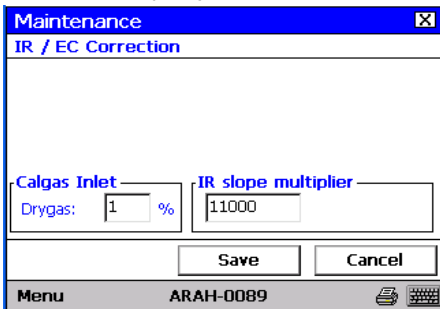 Maintenance
IR / EC Correction
Calgas Inlet IR slope multiplier
Drygas: 1 % 11000
Save Cancel
Menu ARAH-0089